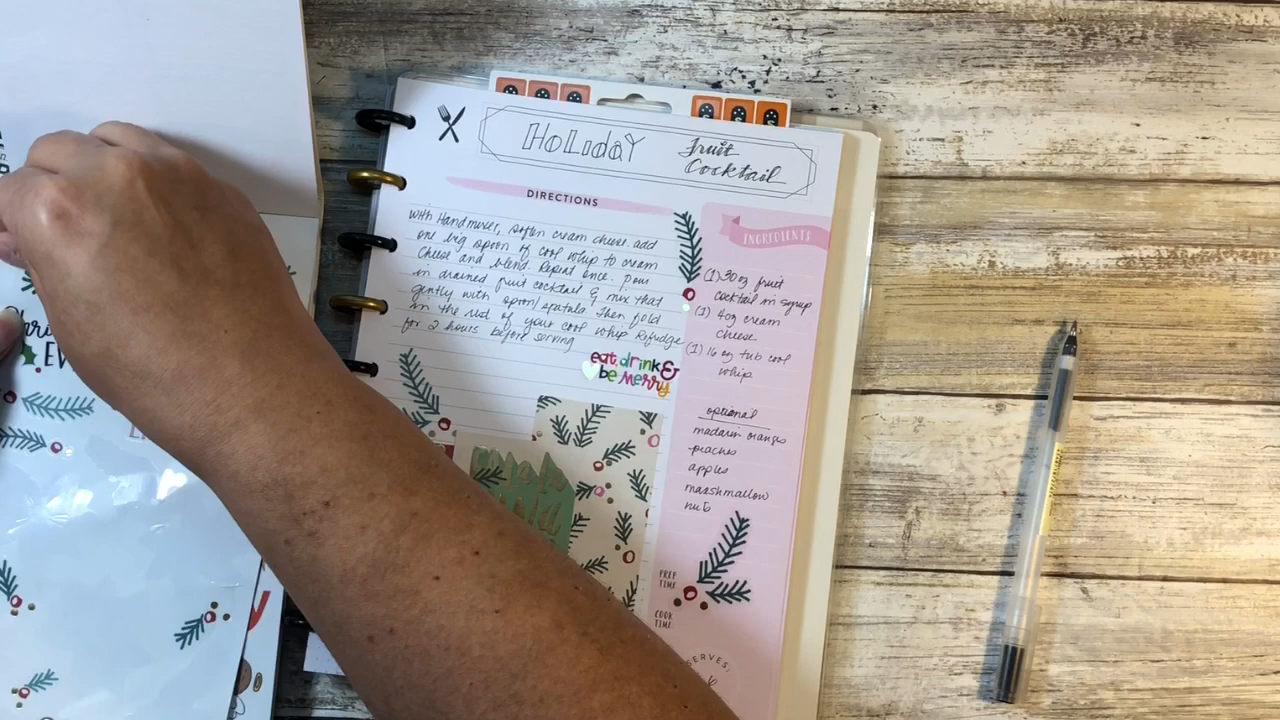 HOLIDAY
Fruit
Cocktail
DIRECTIONS
With Hand mixer, soften cream cheese. add
one big spoon of cool whip to cream
cheese and blend. Repeat once. Pour
in drained fruit cocktail & mix that
gently with spoon/spatula. Then fold
in the rest of your cool whip Refridge
for 2 hours before serving
eat, drink &
be merry
INGREDIENTS
(1) 30 oz fruit
cocktail in syrup
(1) 4oz cream
cheese
(1) 16 oz tub cool
whip
optional
madarin oranges
peaches
apples
marshmallow
nuts
PREP
TIME
COOK
TIME